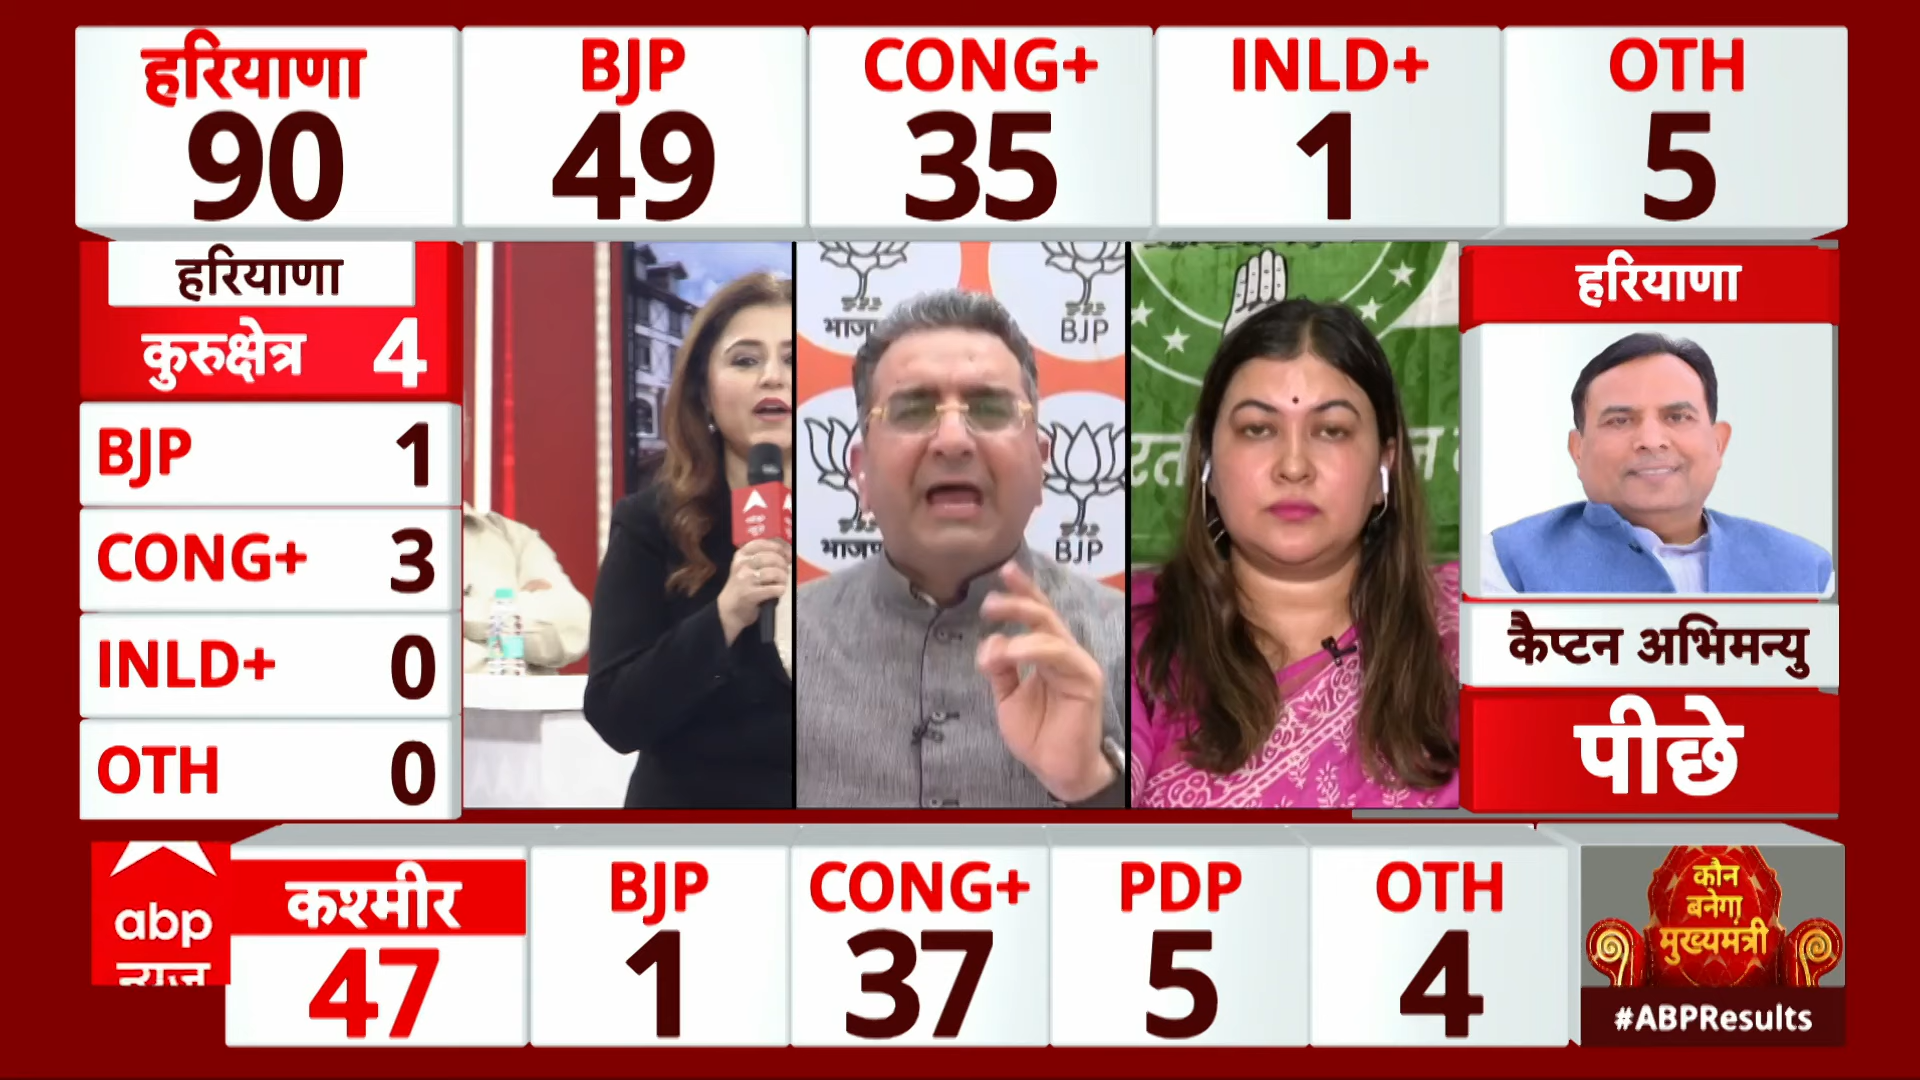 हरियाणा
90
BJP
49
CONG+
35
INLD+
1
OTH
5
हरियाणा
कुरुक्षेत्र 4
BJP 1
CONG+ 3
INLD+ 0
OTH 0
BJP
BJP
हरियाणा
कैप्टन अभिमन्यु
पीछे
abp
न्यूज़
कश्मीर
47
BJP
1
CONG+
37
PDP
5
OTH
4
कौन
बनेगा
मुख्यमंत्री
#ABPResults